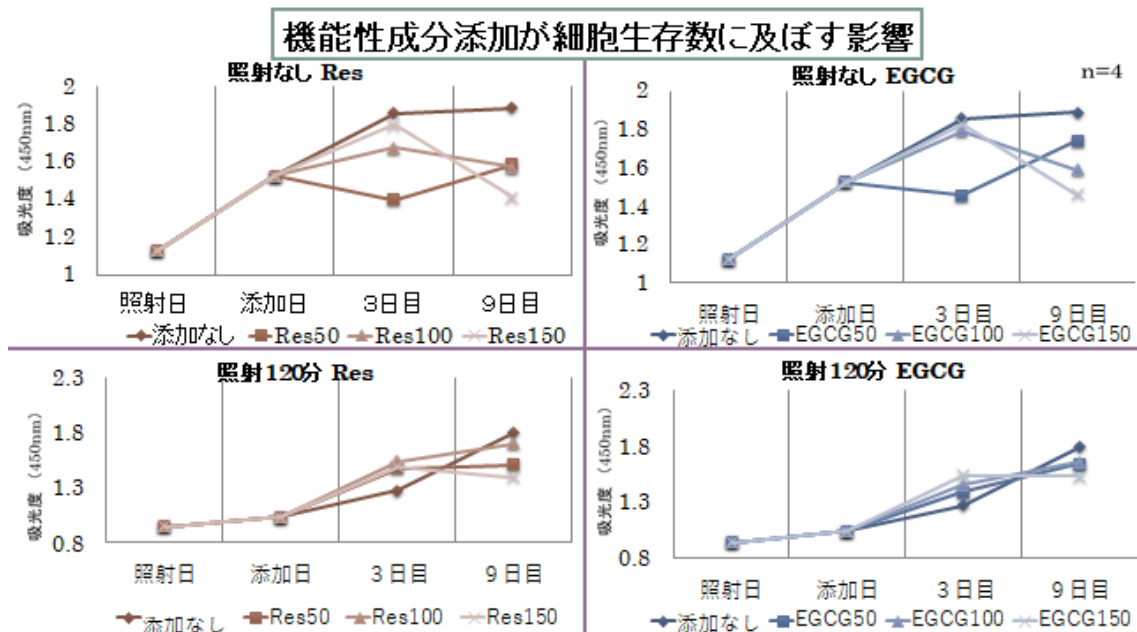 機能性成分添加が細胞生存数に及ぼす影響
照射なし Res
吸光度 (450nm)
2
1.8
1.6
1.4
1.2
1
照射日 添加日 3日目 9日目
添加なし Res50 Res100 Res150
照射なし EGCG
n=4
吸光度 (450nm)
2
1.8
1.6
1.4
1.2
1
照射日 添加日 3日目 9日目
添加なし EGCG50 EGCG100 EGCG150
照射120分 Res
吸光度 (450nm)
2.3
1.8
1.3
0.8
照射日 添加日 3日目 9日目
添加なし Res50 Res100 Res150
照射120分 EGCG
吸光度 (450nm)
2.3
1.8
1.3
0.8
照射日 添加日 3日目 9日目
添加なし EGCG50 EGCG100 EGCG150